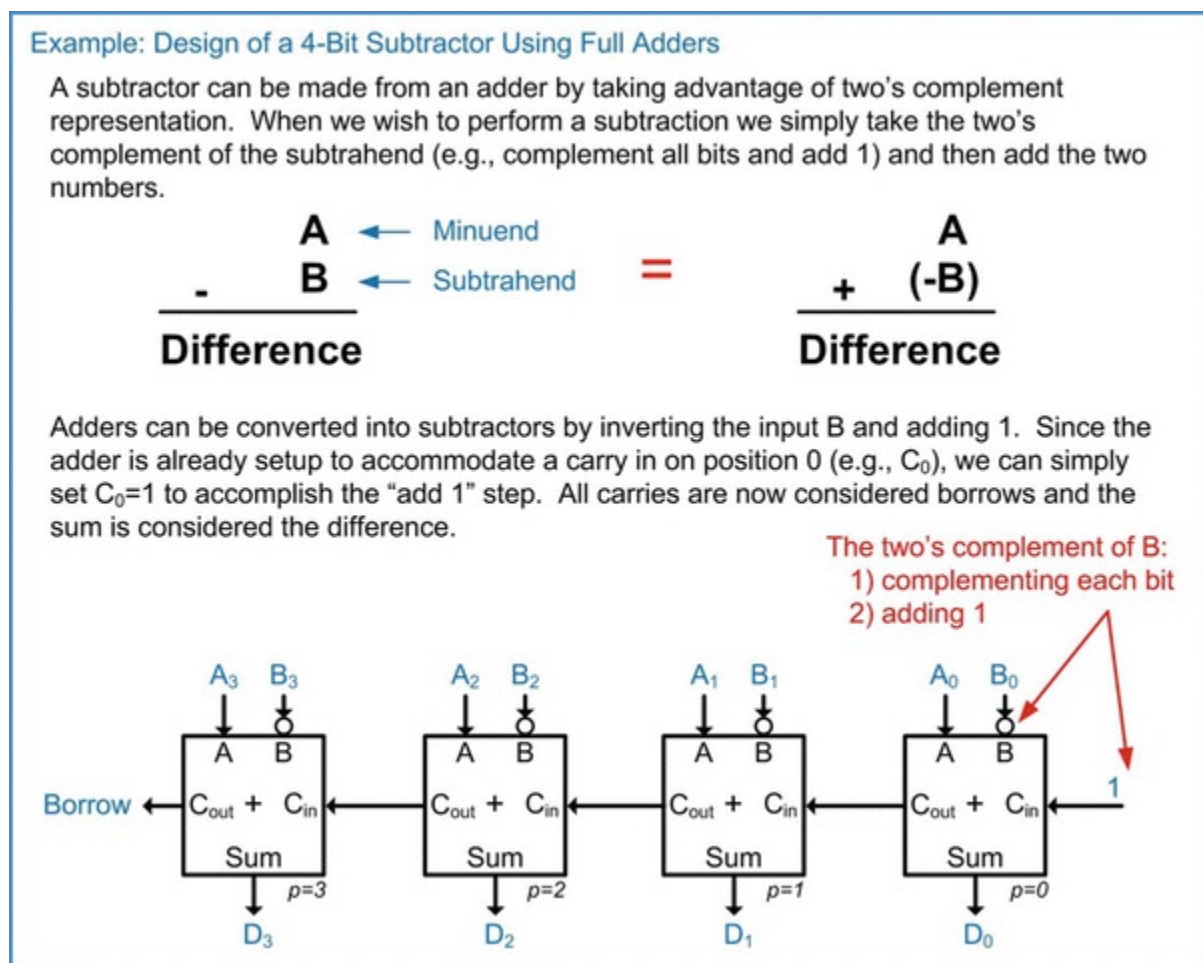 Example: Design of a 4-Bit Subtractor Using Full Adders
A subtractor can be made from an adder by taking advantage of two’s complement
representation. When we wish to perform a subtraction we simply take the two’s
complement of the subtrahend (e.g., complement all bits and add 1) and then add the two
numbers.
A Minuend A
- B Subtrahend = + (-B)
Difference Difference
Adders can be converted into subtractors by inverting the input B and adding 1. Since the
adder is already setup to accommodate a carry in on position 0 (e.g., C₀), we can simply
set C₀=1 to accomplish the “add 1” step. All carries are now considered borrows and the
sum is considered the difference.
The two’s complement of B:
1) complementing each bit
2) adding 1
A₃ B₃ A₂ B₂ A₁ B₁ A₀ B₀
A B A B A B A B
1
Borrow Cout + Cin Cout + Cin Cout + Cin Cout + Cin
Sum Sum Sum Sum
p=3 p=2 p=1 p=0
D₃ D₂ D₁ D₀